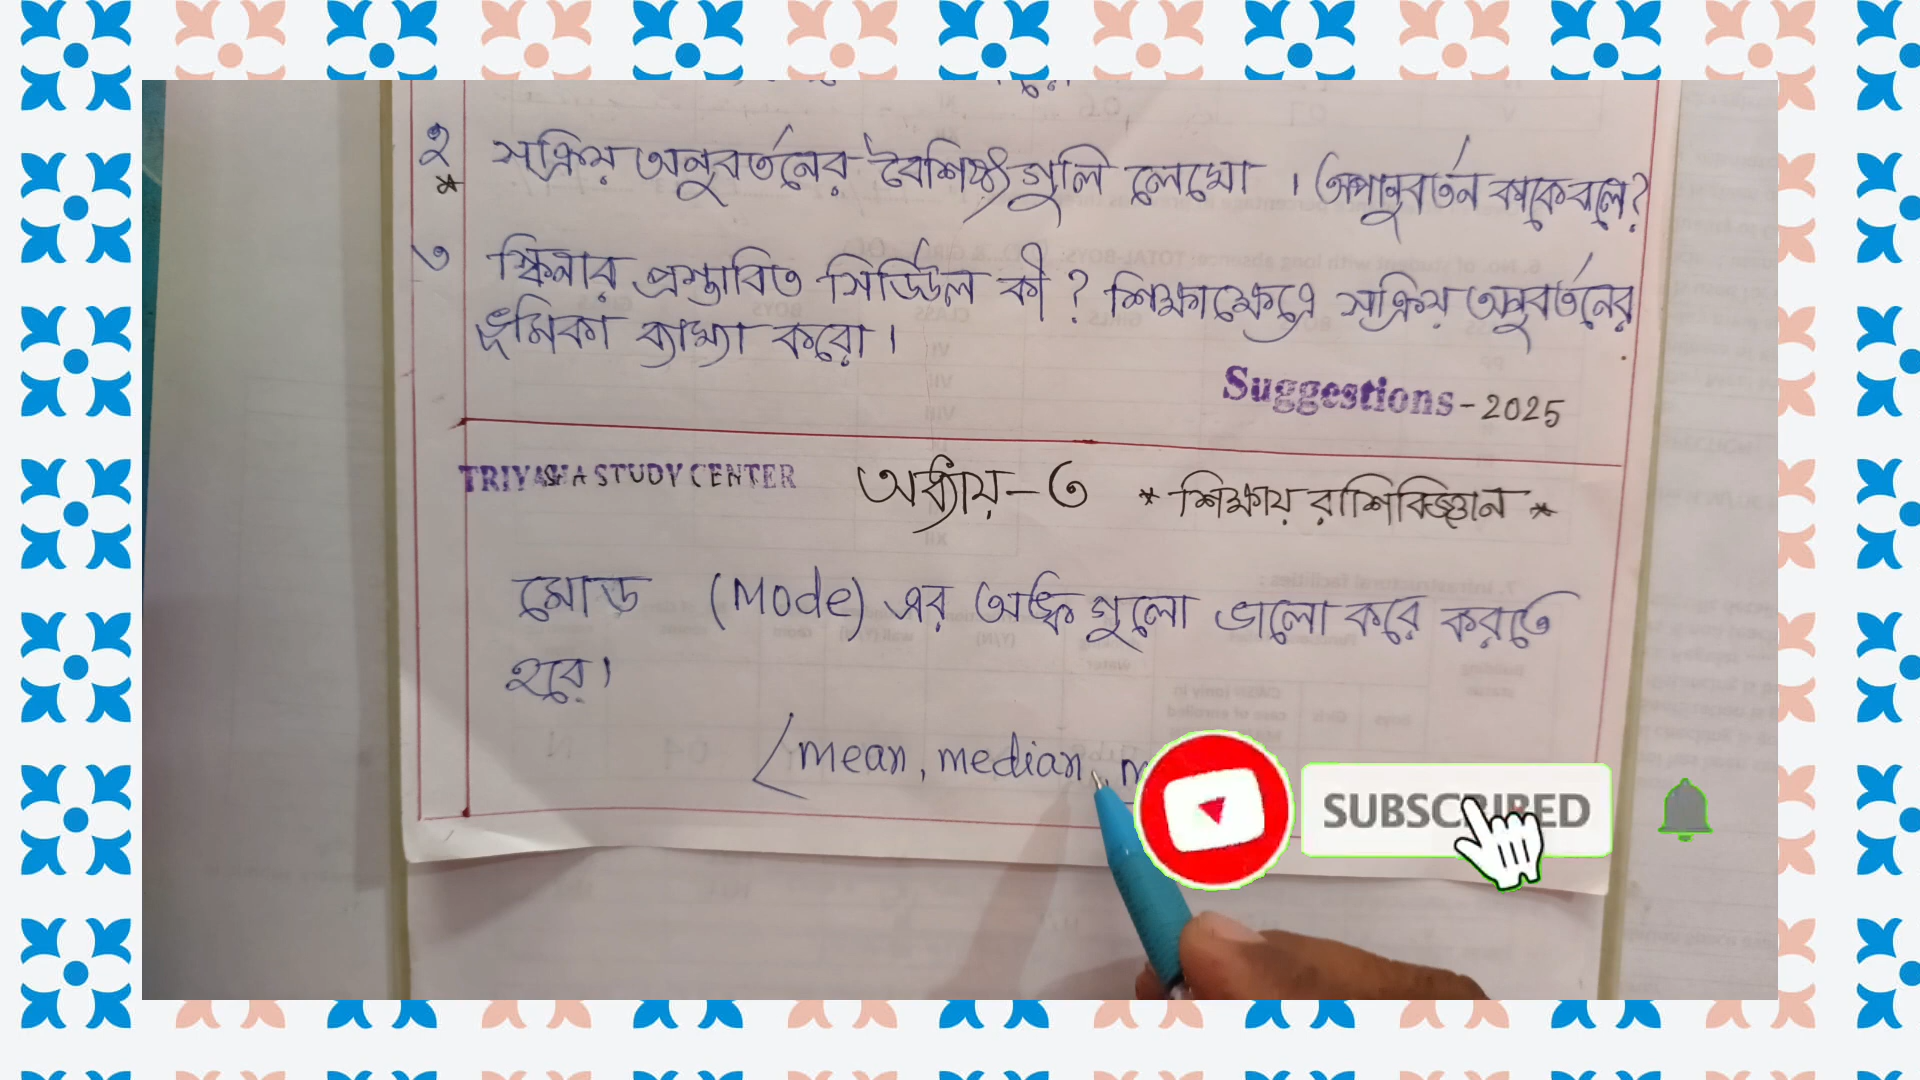 ২ সক্রিয় অনুবর্তনের বৈশিষ্ট্যগুলি লেখো । অপানুবর্তন কাকে বলে?
*
৩ স্কিনার প্রস্তাবিত সিডিউল কী ? শিক্ষাক্ষেত্রে সক্রিয় অনুবর্তনের
ভূমিকা ব্যাখ্যা করো ।
Suggestions - 2025
TRIYASHA STUDY CENTER অধ্যায় - ৩ * শিক্ষায় রাশিবিজ্ঞান *
মোড (Mode) এর অঙ্ক গুলো ভালো করে করতে
হবে।
(mean, median,
SUBSCRIBED